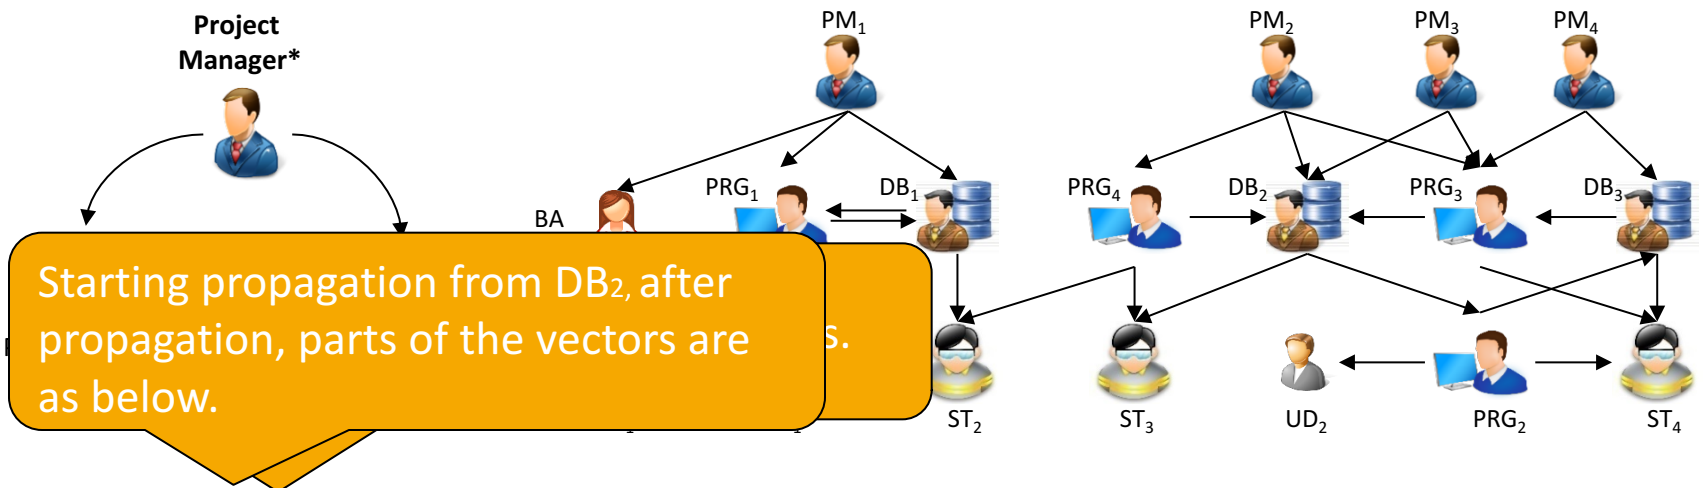 Project
Manager*
PM1
PM2
PM3
PM4
BA
PRG1
DB1
PRG4
DB2
PRG3
DB3
Starting propagation from DB2, after
propagation, parts of the vectors are
as below.
s.
ST2
ST3
UD2
PRG2
ST4